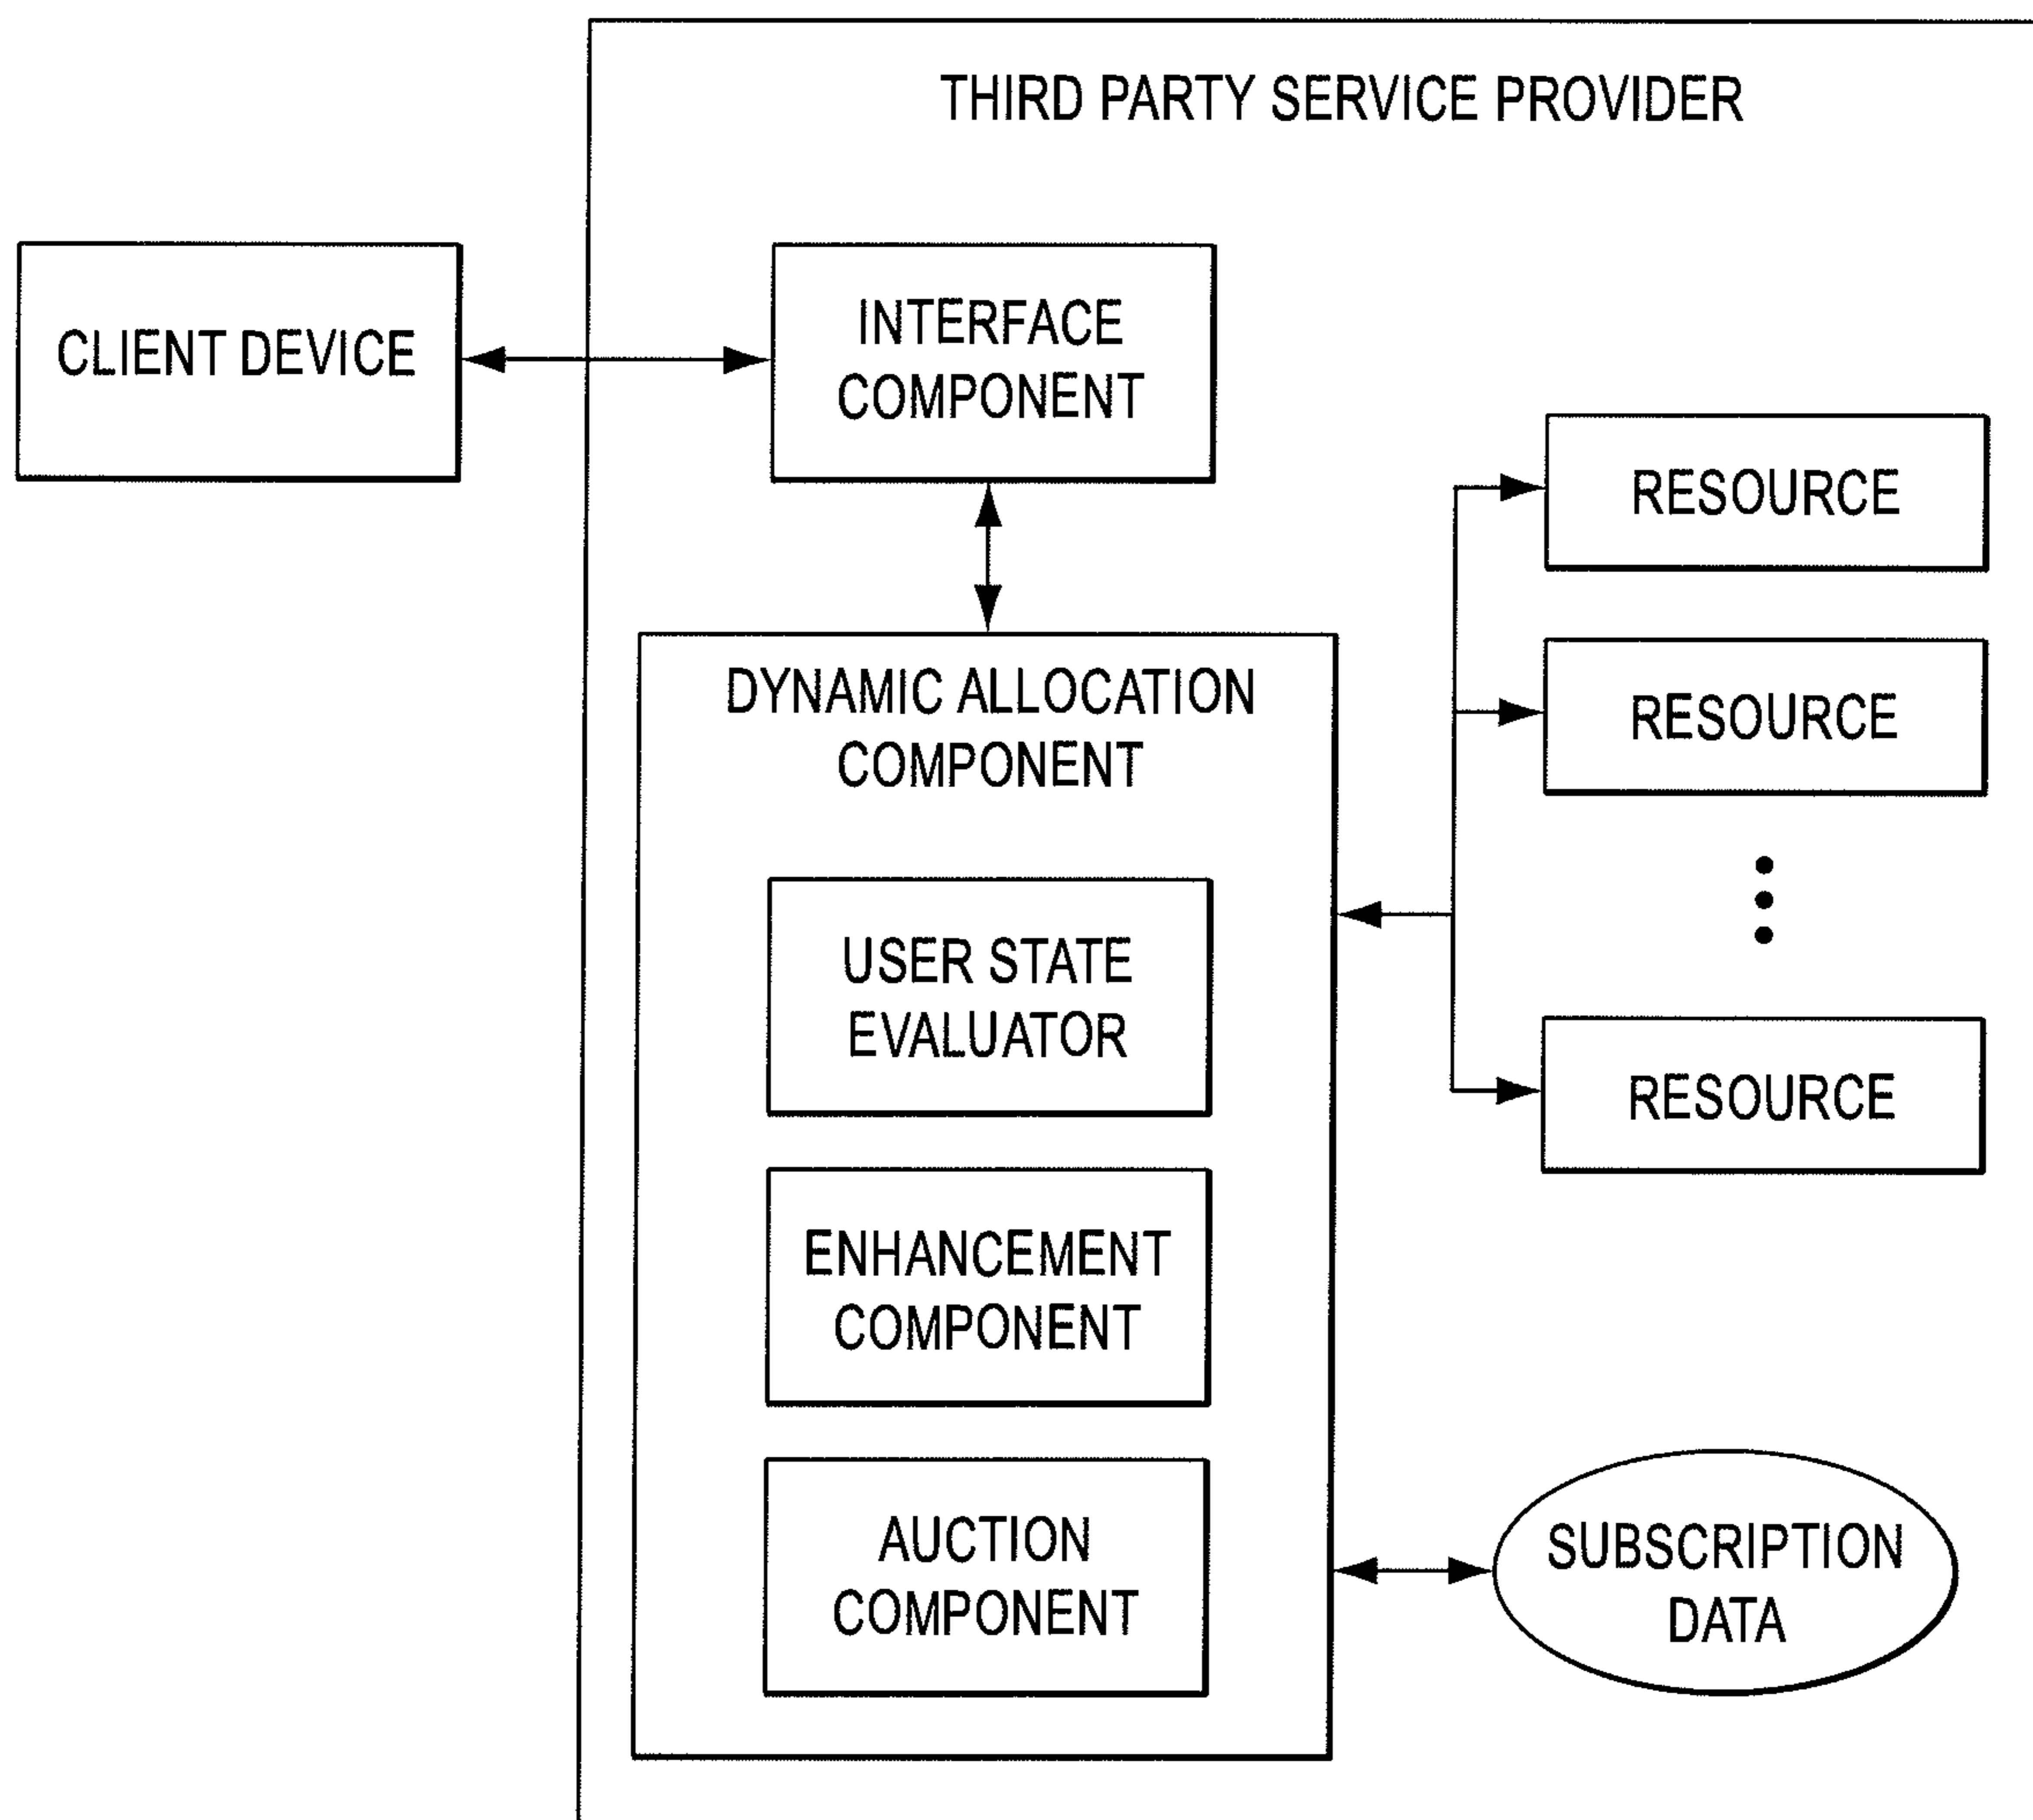 THIRD PARTY SERVICE PROVIDER
CLIENT DEVICE
INTERFACE
COMPONENT
RESOURCE
DYNAMIC ALLOCATION
COMPONENT
RESOURCE
USER STATE
EVALUATOR
RESOURCE
ENHANCEMENT
COMPONENT
AUCTION
COMPONENT
SUBSCRIPTION
DATA